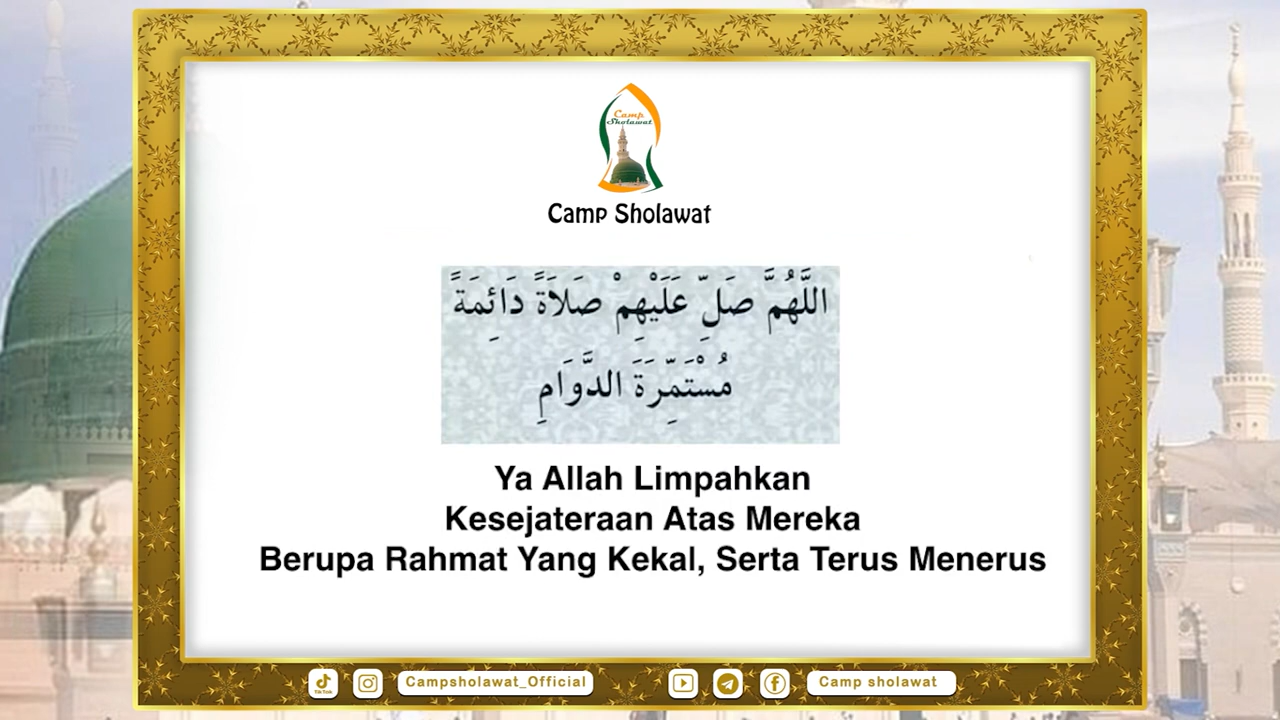 Camp
Sholawat
Camp Sholawat
اللَّهُمَّ صَلِّ عَلَيْهِمْ صَلَاَةً دَائِمَةً
مُسْتَمِّرَةَ الدَّوَامِ
Ya Allah Limpahkan
Kesejateraan Atas Mereka
Berupa Rahmat Yang Kekal, Serta Terus Menerus
TikTok
Campsholawat_Official
Camp sholawat